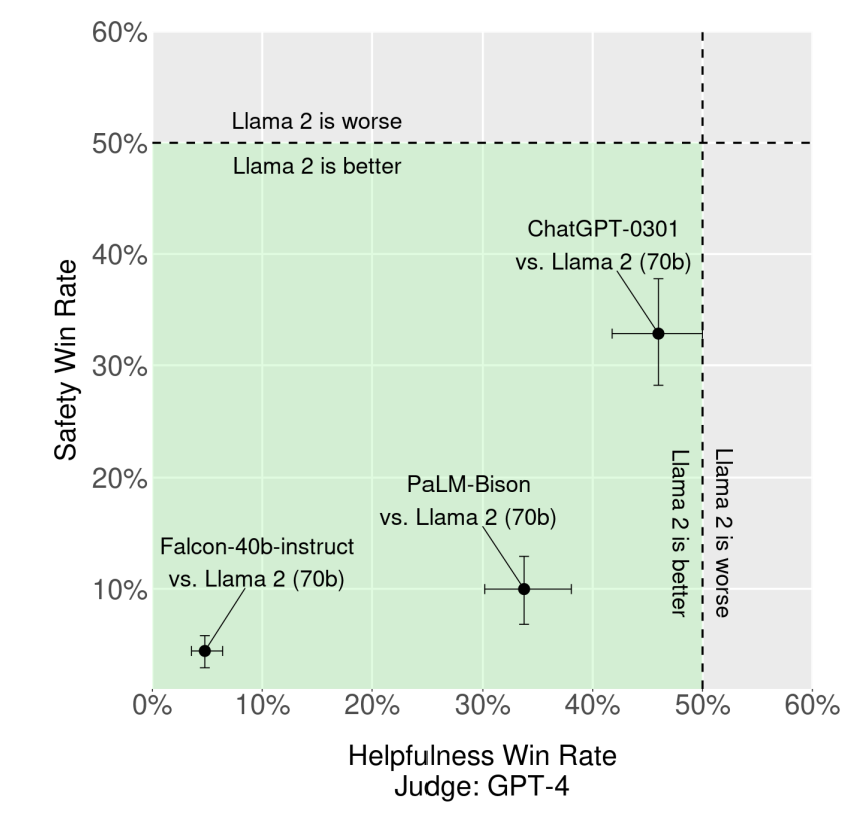 60%
Llama 2 is worse
50%
Llama 2 is better
ChatGPT-0301
vs. Llama 2 (70b)
40%
Safety Win Rate
30%
20%
PaLM-Bison
vs. Llama 2 (70b)
Llama 2 is better
Llama 2 is worse
Falcon-40b-instruct
vs. Llama 2 (70b)
10%
0% 10% 20% 30% 40% 50% 60%
Helpfulness Win Rate
Judge: GPT-4